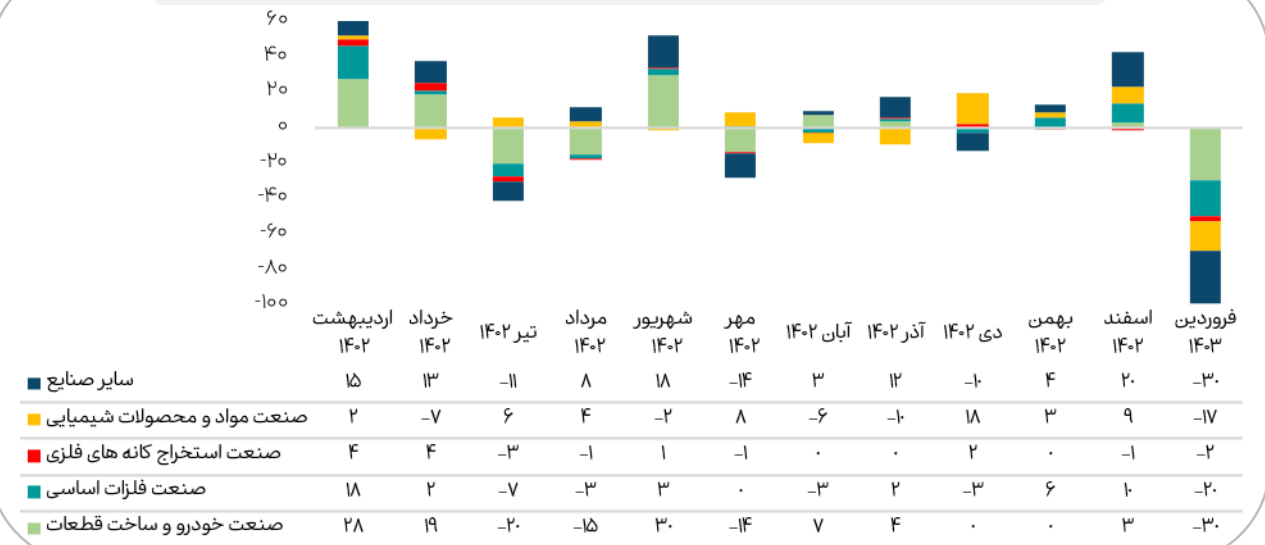 ۶۰
۴۰
۲۰
۰
-۲۰
-۴۰
-۶۰
-۸۰
-۱۰۰
اردیبهشت ۱۴۰۲
خرداد ۱۴۰۲
تیر ۱۴۰۲
مرداد ۱۴۰۲
شهریور ۱۴۰۲
مهر ۱۴۰۲
آبان ۱۴۰۲
آذر ۱۴۰۲
دی ۱۴۰۲
بهمن ۱۴۰۲
اسفند ۱۴۰۲
فروردین ۱۴۰۳
سایر صنایع ۱۵ ۱۳ -۱۱ ۸ ۱۸ -۱۴ ۳ ۱۲ -۱۰ ۴ ۲۰ -۳۰
صنعت مواد و محصولات شیمیایی ۲ -۷ ۶ ۴ -۲ ۸ -۶ -۱۰ ۱۸ ۳ ۹ -۱۷
صنعت استخراج کانه های فلزی ۴ ۴ -۳ -۱ ۱ -۱ ۰ ۰ ۲ ۰ -۱ -۲
صنعت فلزات اساسی ۱۸ ۲ -۷ -۳ ۳ ۰ -۳ ۲ -۳ ۶ ۱۰ -۲۰
صنعت خودرو و ساخت قطعات ۲۸ ۱۹ -۲۰ -۱۵ ۳۰ -۱۴ ۷ ۴ ۰ ۰ ۳ -۳۰